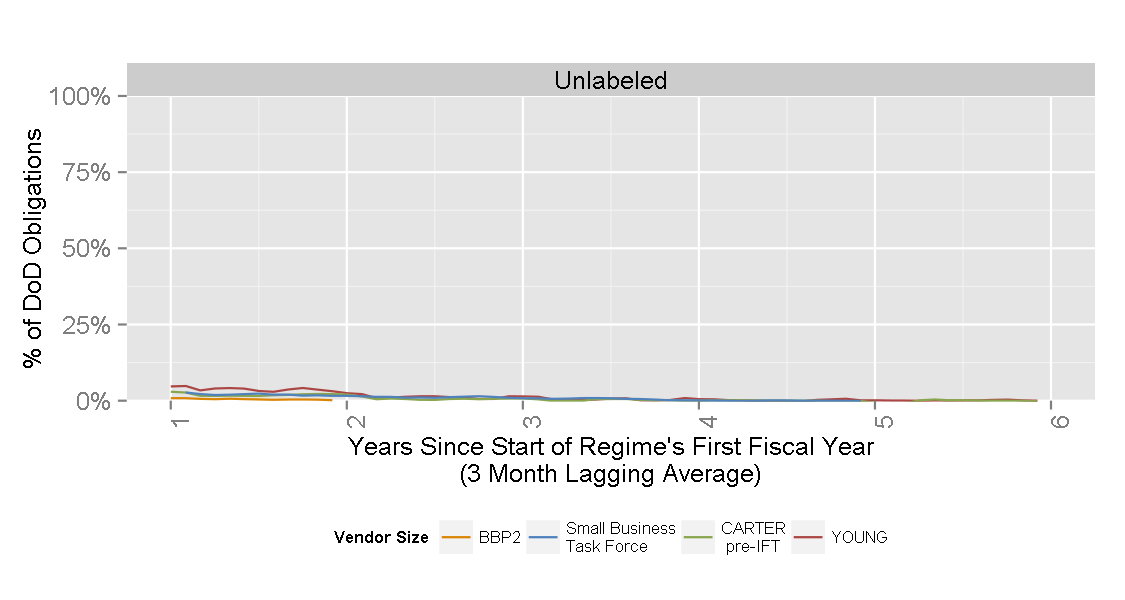 Unlabeled
100%
75%
50%
25%
0%
% of DoD Obligations
1 2 3 4 5 6
Years Since Start of Regime's First Fiscal Year
(3 Month Lagging Average)
Vendor Size BBP2 Small Business CARTER YOUNG
Task Force pre-IFT